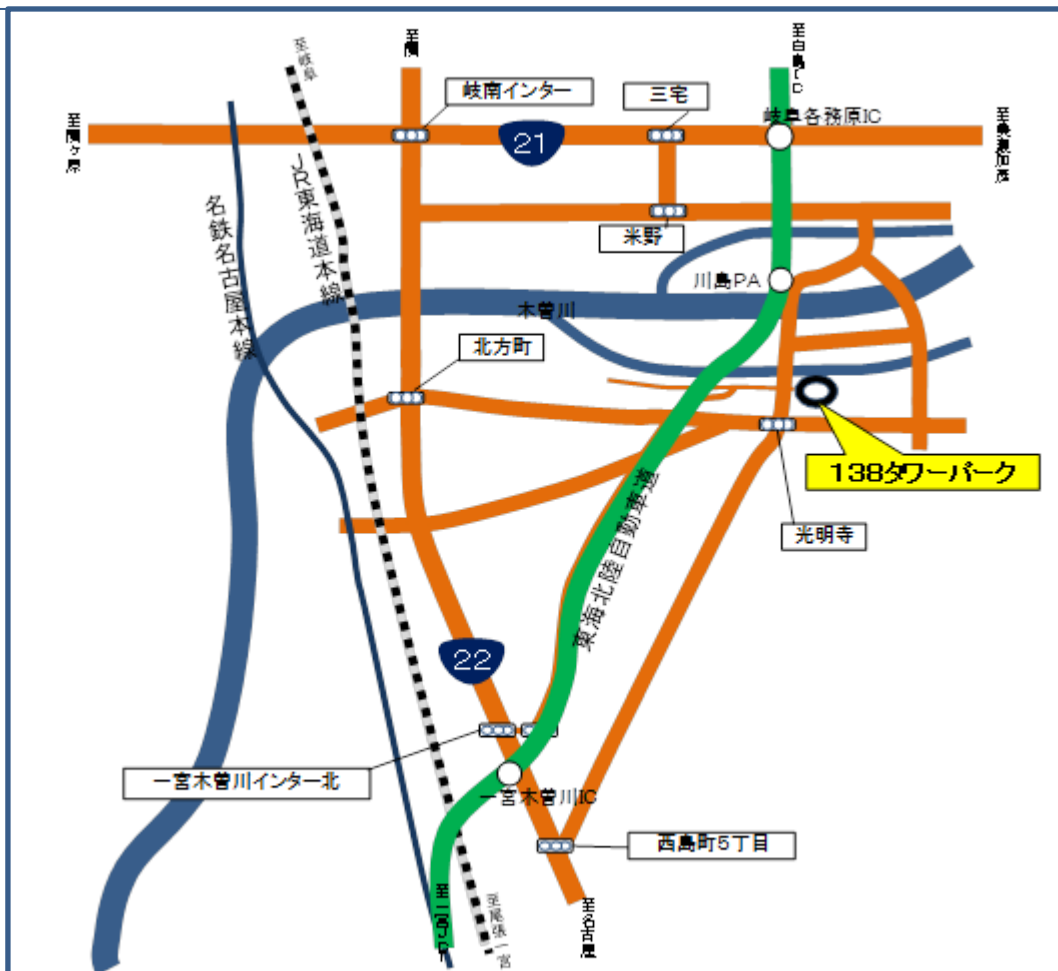 至岐阜
至関
至白鳥IC
岐南インター
三宅
岐阜各務原IC
至関ヶ原
21
至美濃加茂
名鉄名古屋本線
JR東海道本線
米野
川島PA
木曽川
北方町
138タワーパーク
光明寺
東海北陸自動車道
22
一宮木曽川インター北
一宮木曽川IC
西島町5丁目
至一宮JCT
至尾張一宮
至名古屋